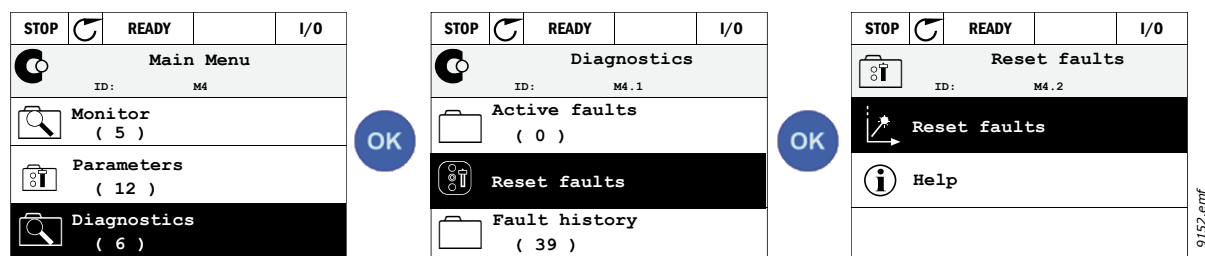 STOP READY I/O
Main Menu
ID: M4
Monitor
( 5 )
Parameters
( 12 )
Diagnostics
( 6 )
OK
STOP READY I/O
Diagnostics
ID: M4.1
Active faults
( 0 )
Reset faults
Fault history
( 39 )
OK
STOP READY I/O
Reset faults
ID: M4.2
Reset faults
Help
9152.emf